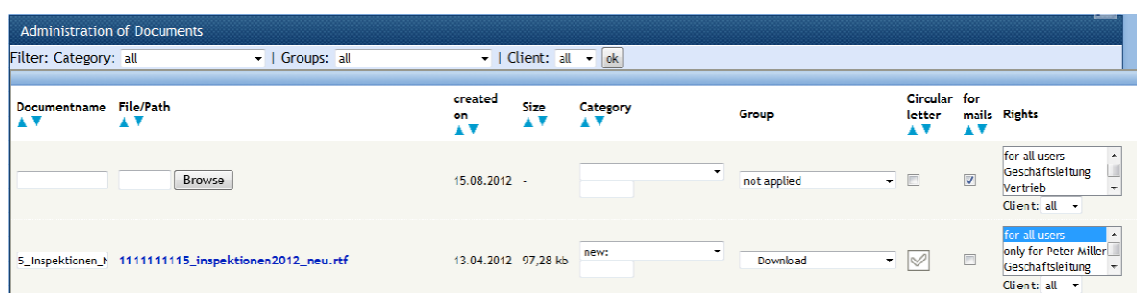 Administration of Documents
Filter: Category: all | Groups: all | Client: all ok
Documentname File/Path created on Size Category Group Circular letter for mails Rights
Browse 15.08.2012 - not applied for all users
Geschäftsleitung
Vertrieb
Client: all
5_Inspektionen_ 1111111115_inspektionen2012_neu.rtf 13.04.2012 97,28 kb new: Download for all users
only for Peter Miller
Geschäftsleitung
Client: all